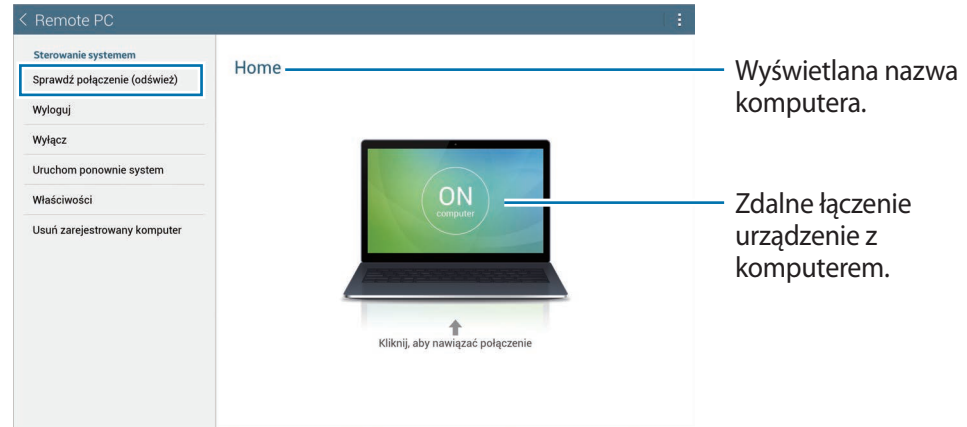 Remote PC
Sterowanie systemem
Sprawdź połączenie (odśwież)
Wyloguj
Wyłącz
Uruchom ponownie system
Właściwości
Usuń zarejestrowany komputer
Home
ON
computer
Kliknij, aby nawiązać połączenie
Wyświetlana nazwa
komputera.
Zdalne łączenie
urządzenie z
komputerem.